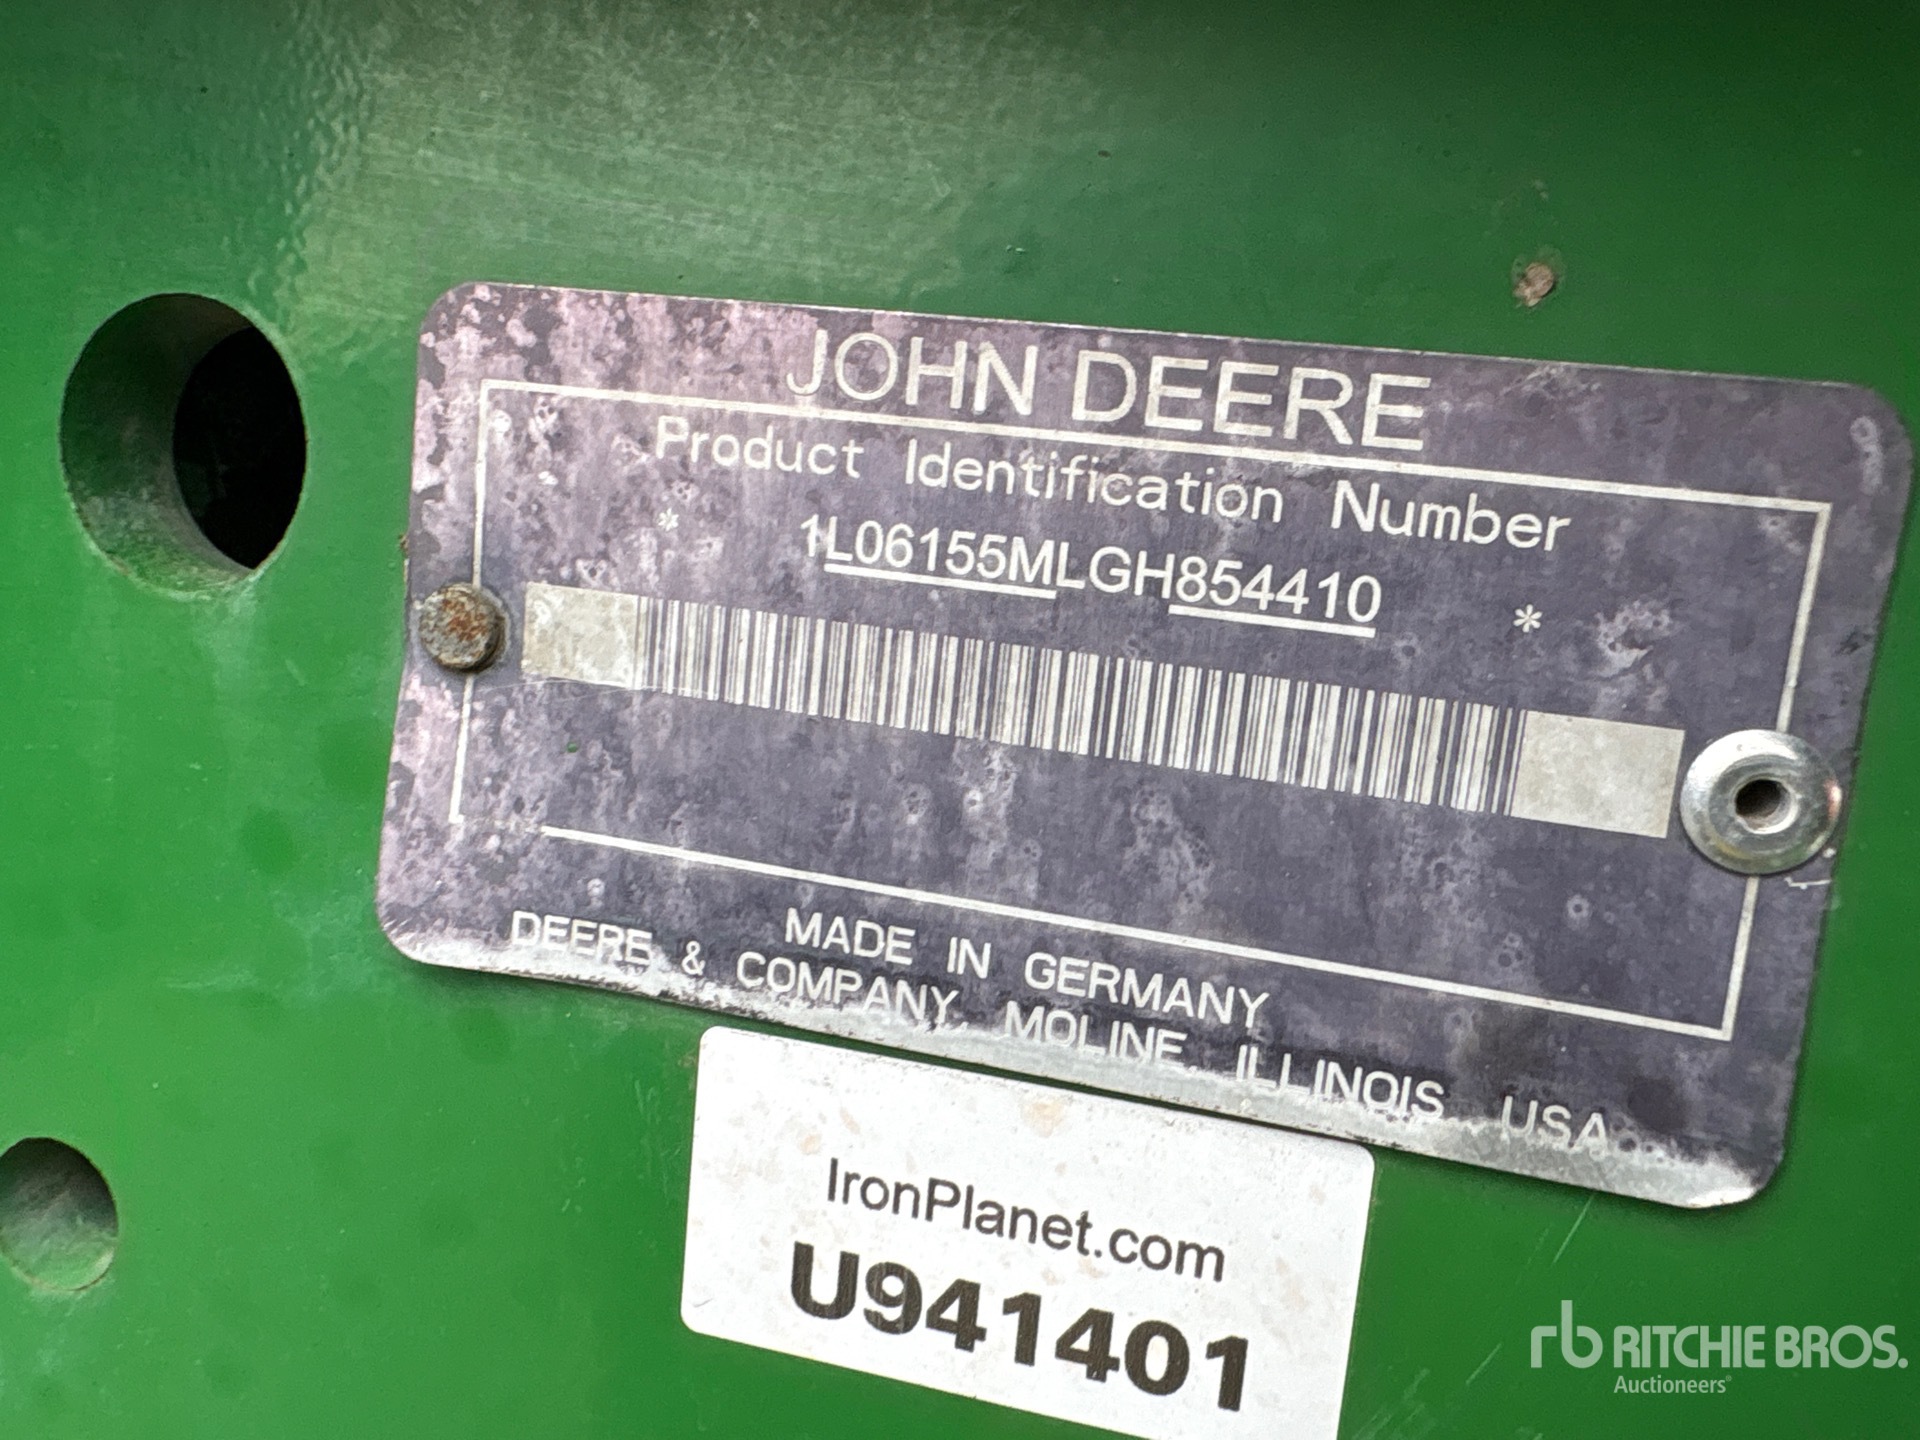 JOHN DEERE
Product Identification Number
* 1L06155MLGH854410 *
MADE IN GERMANY
DEERE & COMPANY, MOLINE, ILLINOIS, USA
IronPlanet.com
U941401
rb RITCHIE BROS.
Auctioneers